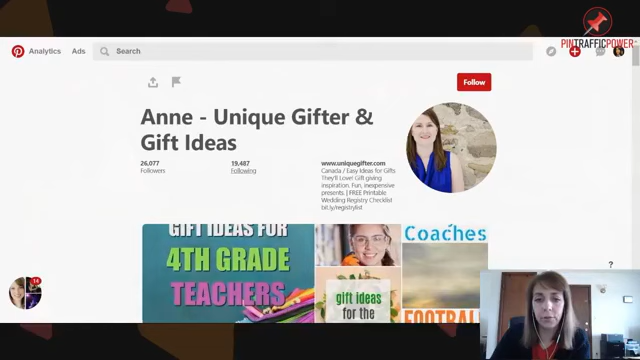 PINTRAFFICPOWER
Analytics
Ads
Search
Follow
Anne - Unique Gifter &
Gift Ideas
26,077
Followers
19,487
Following
www.uniquegifter.com
Canada / Easy Ideas for Gifts
They'll Love! Gift giving
inspiration. Fun, inexpensive
presents. | FREE Printable
Wedding Registry Checklist
bit.ly/registrylist
GIFT IDEAS FOR
4TH GRADE
TEACHERS
gift ideas
for the
Coaches
FOOTBAL
14
?